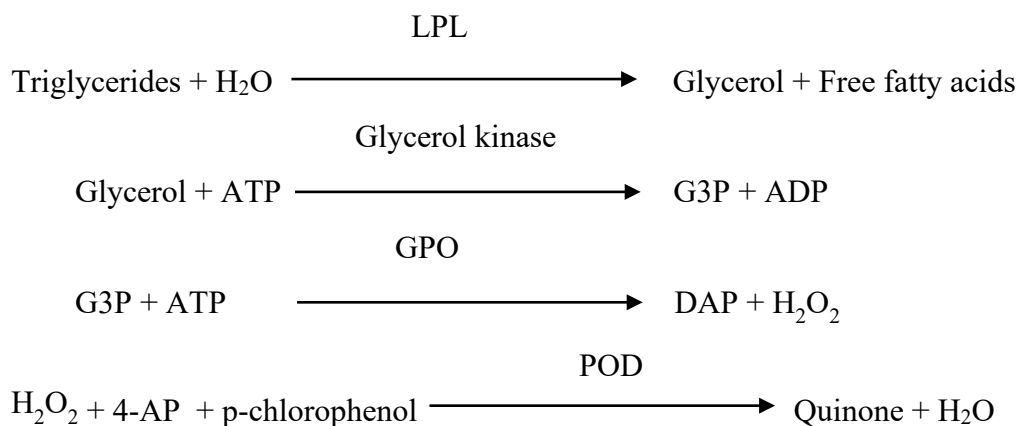 LPL
Triglycerides + H₂O Glycerol + Free fatty acids
Glycerol kinase
Glycerol + ATP G3P + ADP
GPO
G3P + ATP DAP + H₂O₂
POD
H₂O₂ + 4-AP + p-chlorophenol Quinone + H₂O